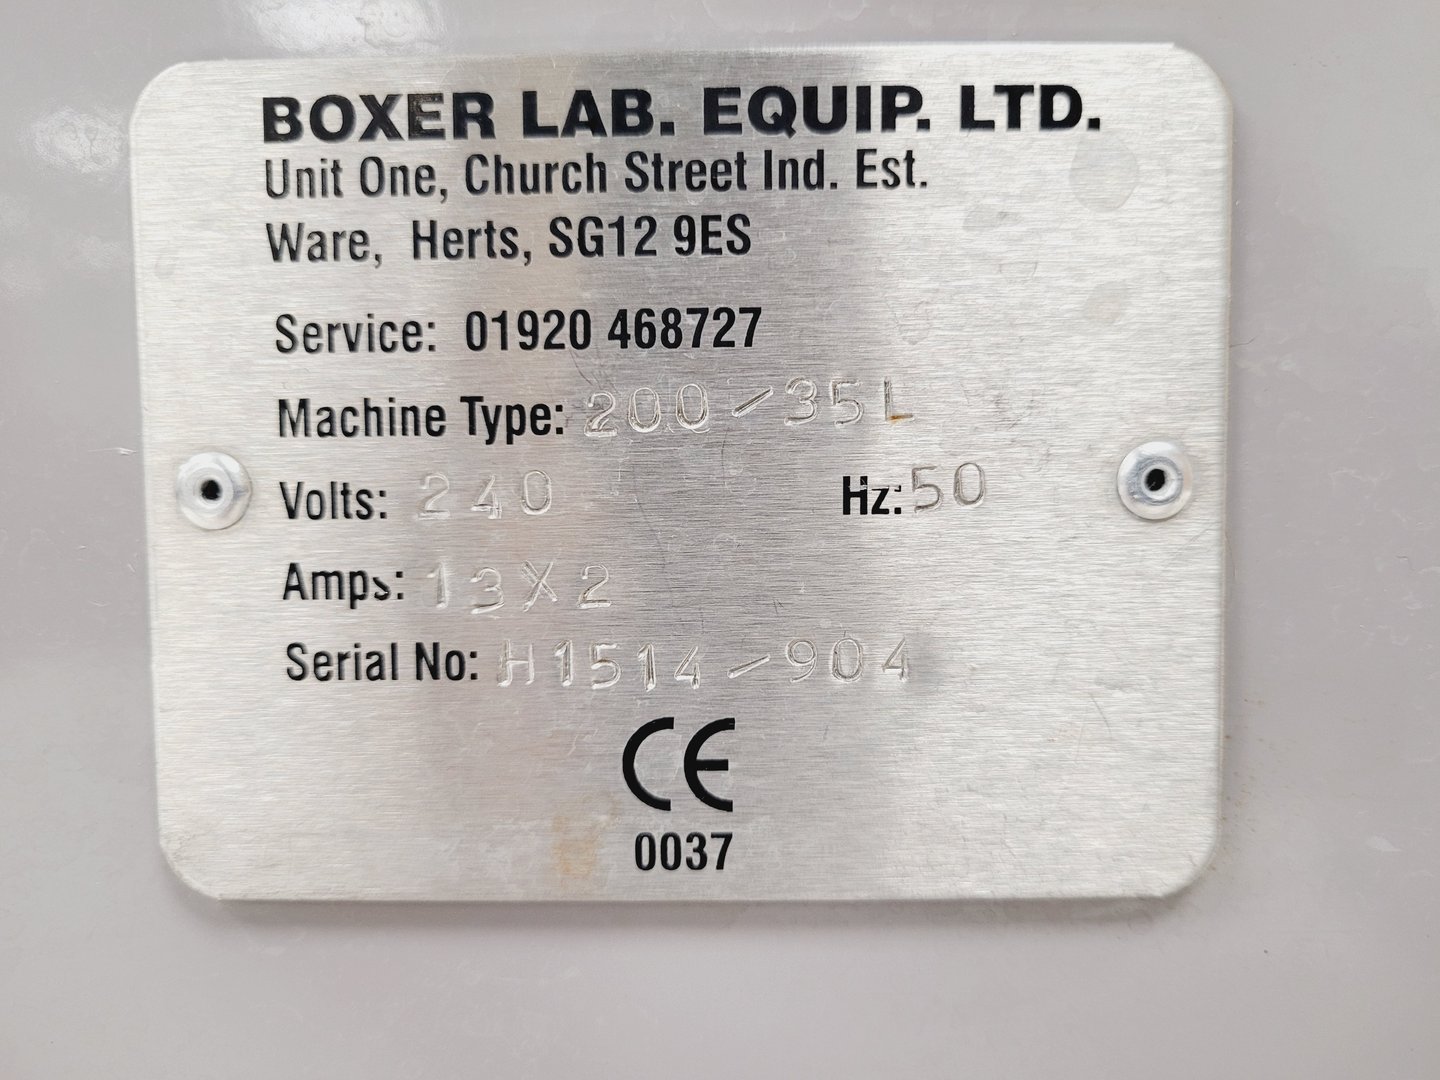 BOXER LAB. EQUIP. LTD.
Unit One, Church Street Ind. Est.
Ware, Herts, SG12 9ES
Service: 01920 468727
Machine Type: 200-35L
Volts: 240 Hz: 50
Amps: 13X2
Serial No: H1514-904
CE
0037